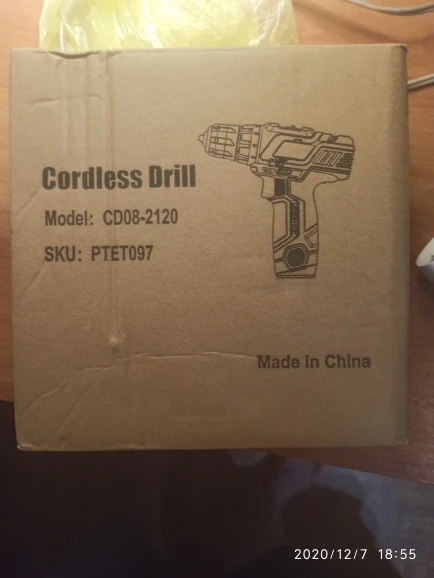 Cordless Drill
Model: CD08-2120
SKU: PTET097
Made in China
2020/12/7 18:55